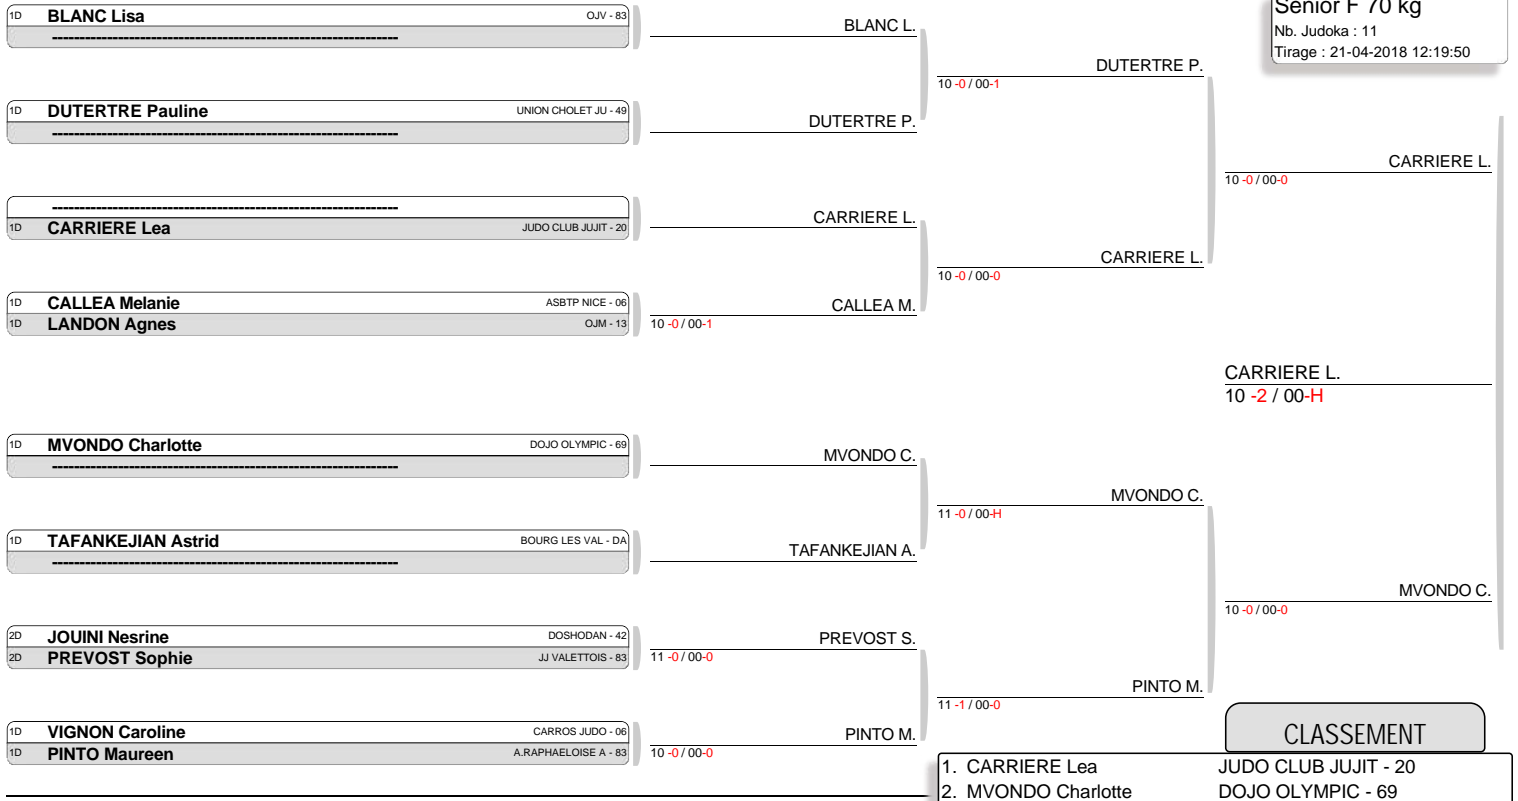 Senior F 70 kg
Nb. Judoka : 11
Tirage : 21-04-2018 12:19:50
1D BLANC Lisa OJV - 83
------------------------------------------------------------------
1D DUTERTRE Pauline UNION CHOLET JU - 49
------------------------------------------------------------------
------------------------------------------------------------------
1D CARRIERE Lea JUDO CLUB JUJIT - 20
1D CALLEA Melanie ASBTP NICE - 06
1D LANDON Agnes OJM - 13
1D MVONDO Charlotte DOJO OLYMPIC - 69
------------------------------------------------------------------
1D TAFANKEJIAN Astrid BOURG LES VAL - DA
------------------------------------------------------------------
2D JOUINI Nesrine DOSHODAN - 42
2D PREVOST Sophie JJ VALETTOIS - 83
1D VIGNON Caroline CARROS JUDO - 06
1D PINTO Maureen A.RAPHAELOISE A - 83
BLANC L.
DUTERTRE P.
CARRIERE L.
CALLEA M.
10 -0 / 00-1
MVONDO C.
TAFANKEJIAN A.
PREVOST S.
11 -0 / 00-0
PINTO M.
10 -0 / 00-0
DUTERTRE P.
10 -0 / 00-1
CARRIERE L.
10 -0 / 00-0
MVONDO C.
11 -0 / 00-H
PINTO M.
11 -1 / 00-0
CARRIERE L.
10 -0 / 00-0
CARRIERE L.
10 -2 / 00-H
MVONDO C.
10 -0 / 00-0
CLASSEMENT
1. CARRIERE Lea JUDO CLUB JUJIT - 20
2. MVONDO Charlotte DOJO OLYMPIC - 69